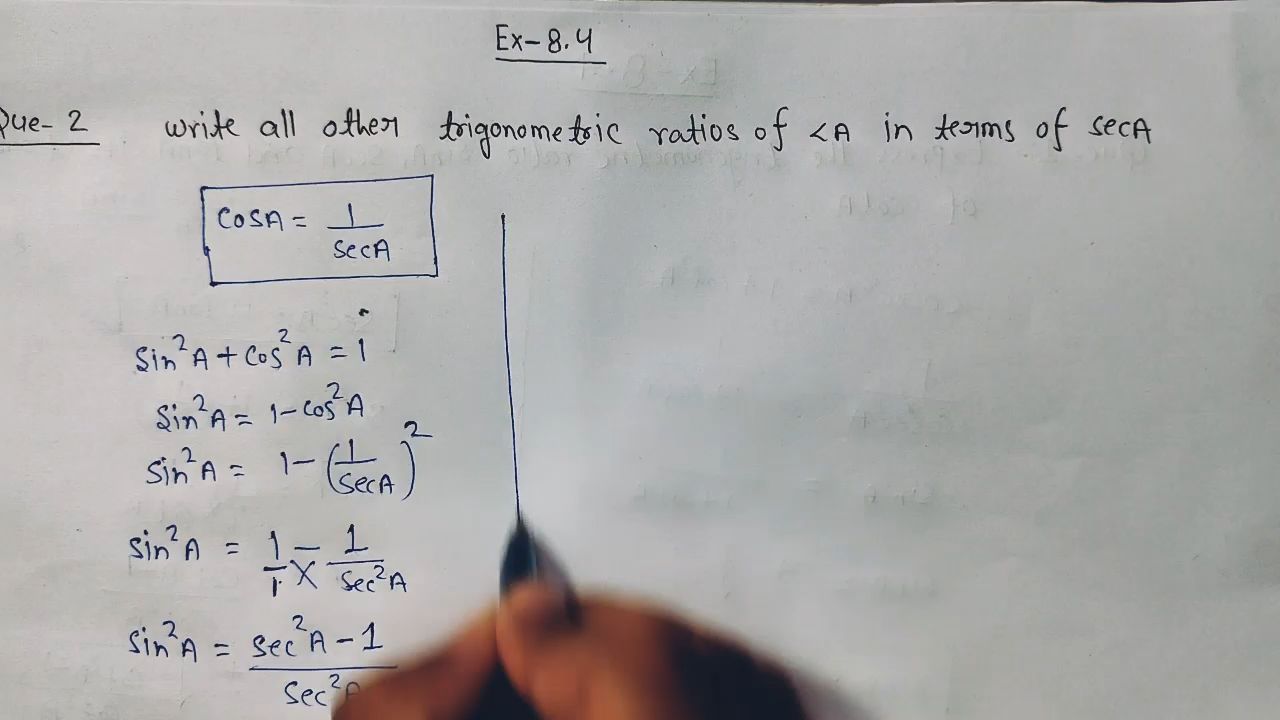 Ex-8.4
Que-2 write all other trigonometric ratios of <A in terms of secA
cosA = 1/secA
sin²A + cos²A = 1
sin²A = 1-cos²A
sin²A = 1-(1/secA)²
sin²A = 1/1 - 1/sec²A
sin²A = sec²A - 1/sec²A